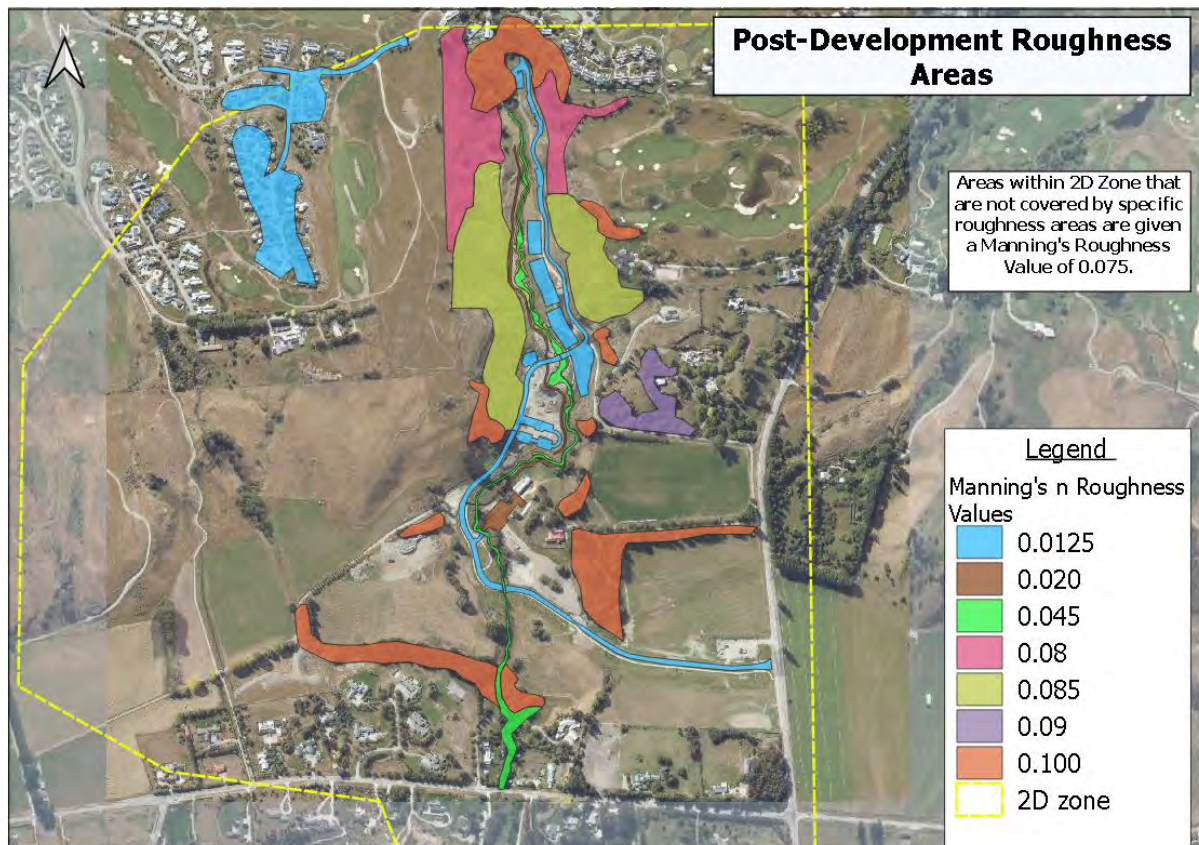 N
Post-Development Roughness
Areas
Areas within 2D Zone that
are not covered by specific
roughness areas are given
a Manning's Roughness
Value of 0.075.
Legend
Manning's n Roughness
Values
0.0125
0.020
0.045
0.08
0.085
0.09
0.100
2D zone